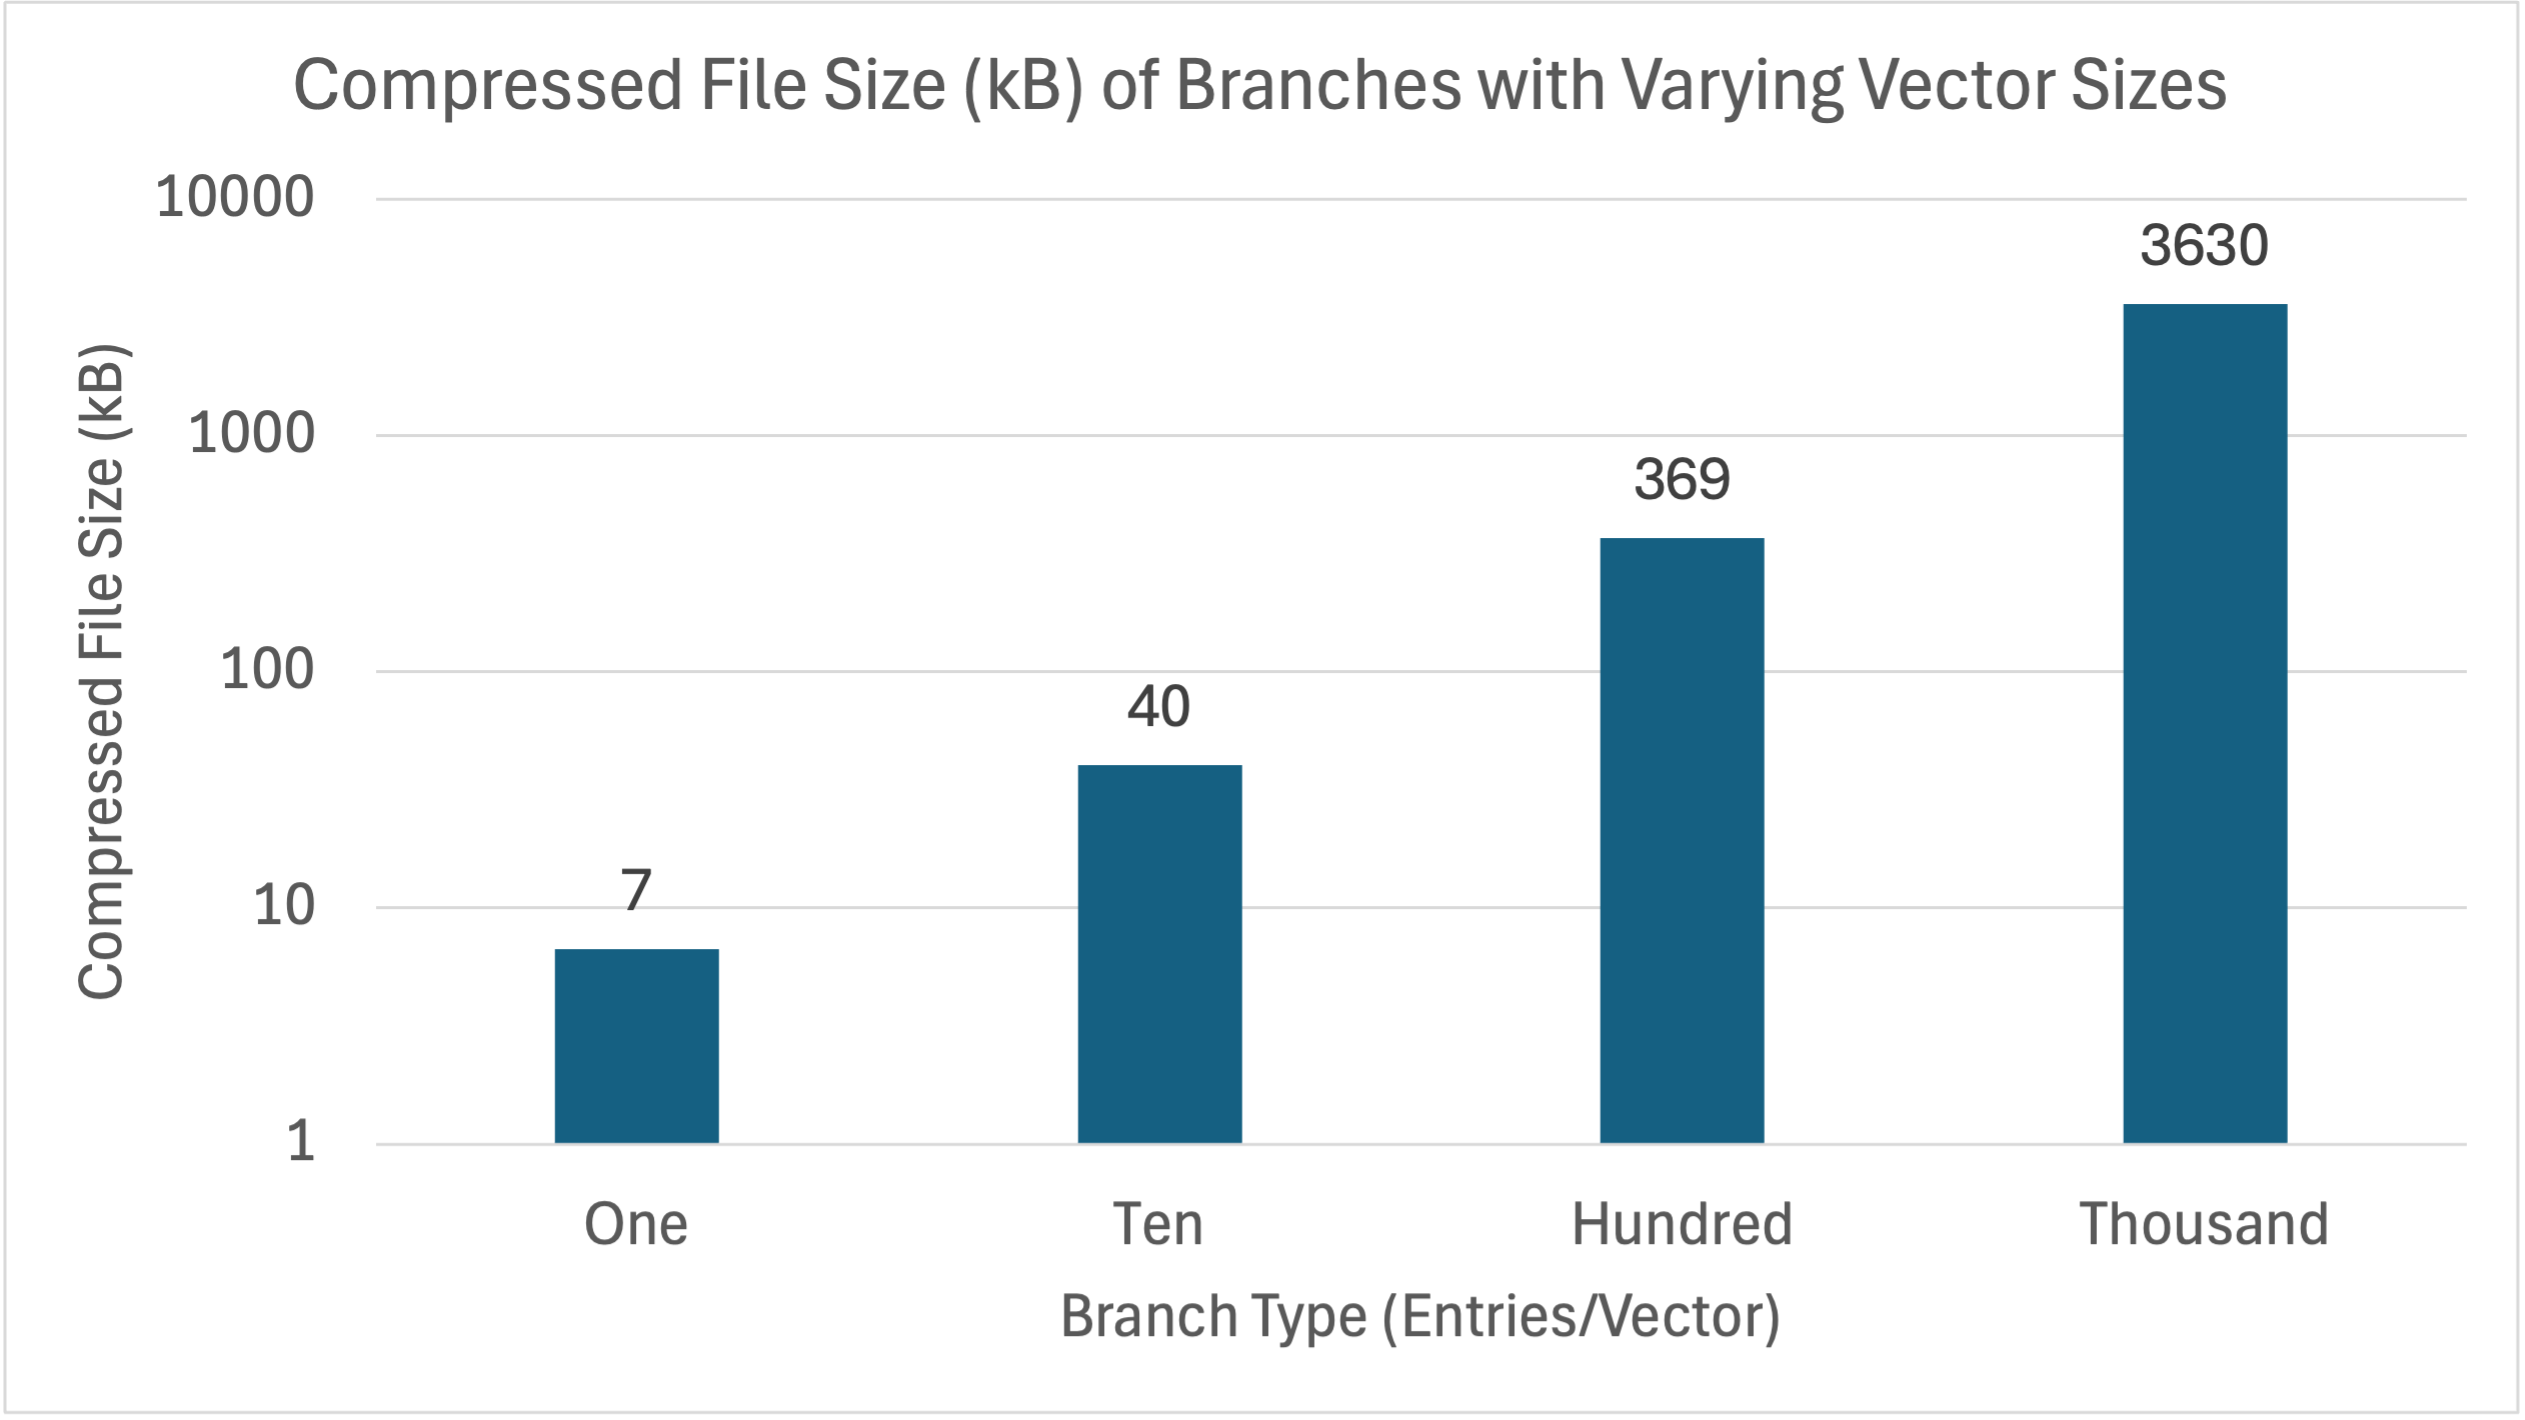 Compressed File Size (kB) of Branches with Varying Vector Sizes
Compressed File Size (kB)
10000
1000
100
10
1
7
40
369
3630
One
Ten
Hundred
Thousand
Branch Type (Entries/Vector)